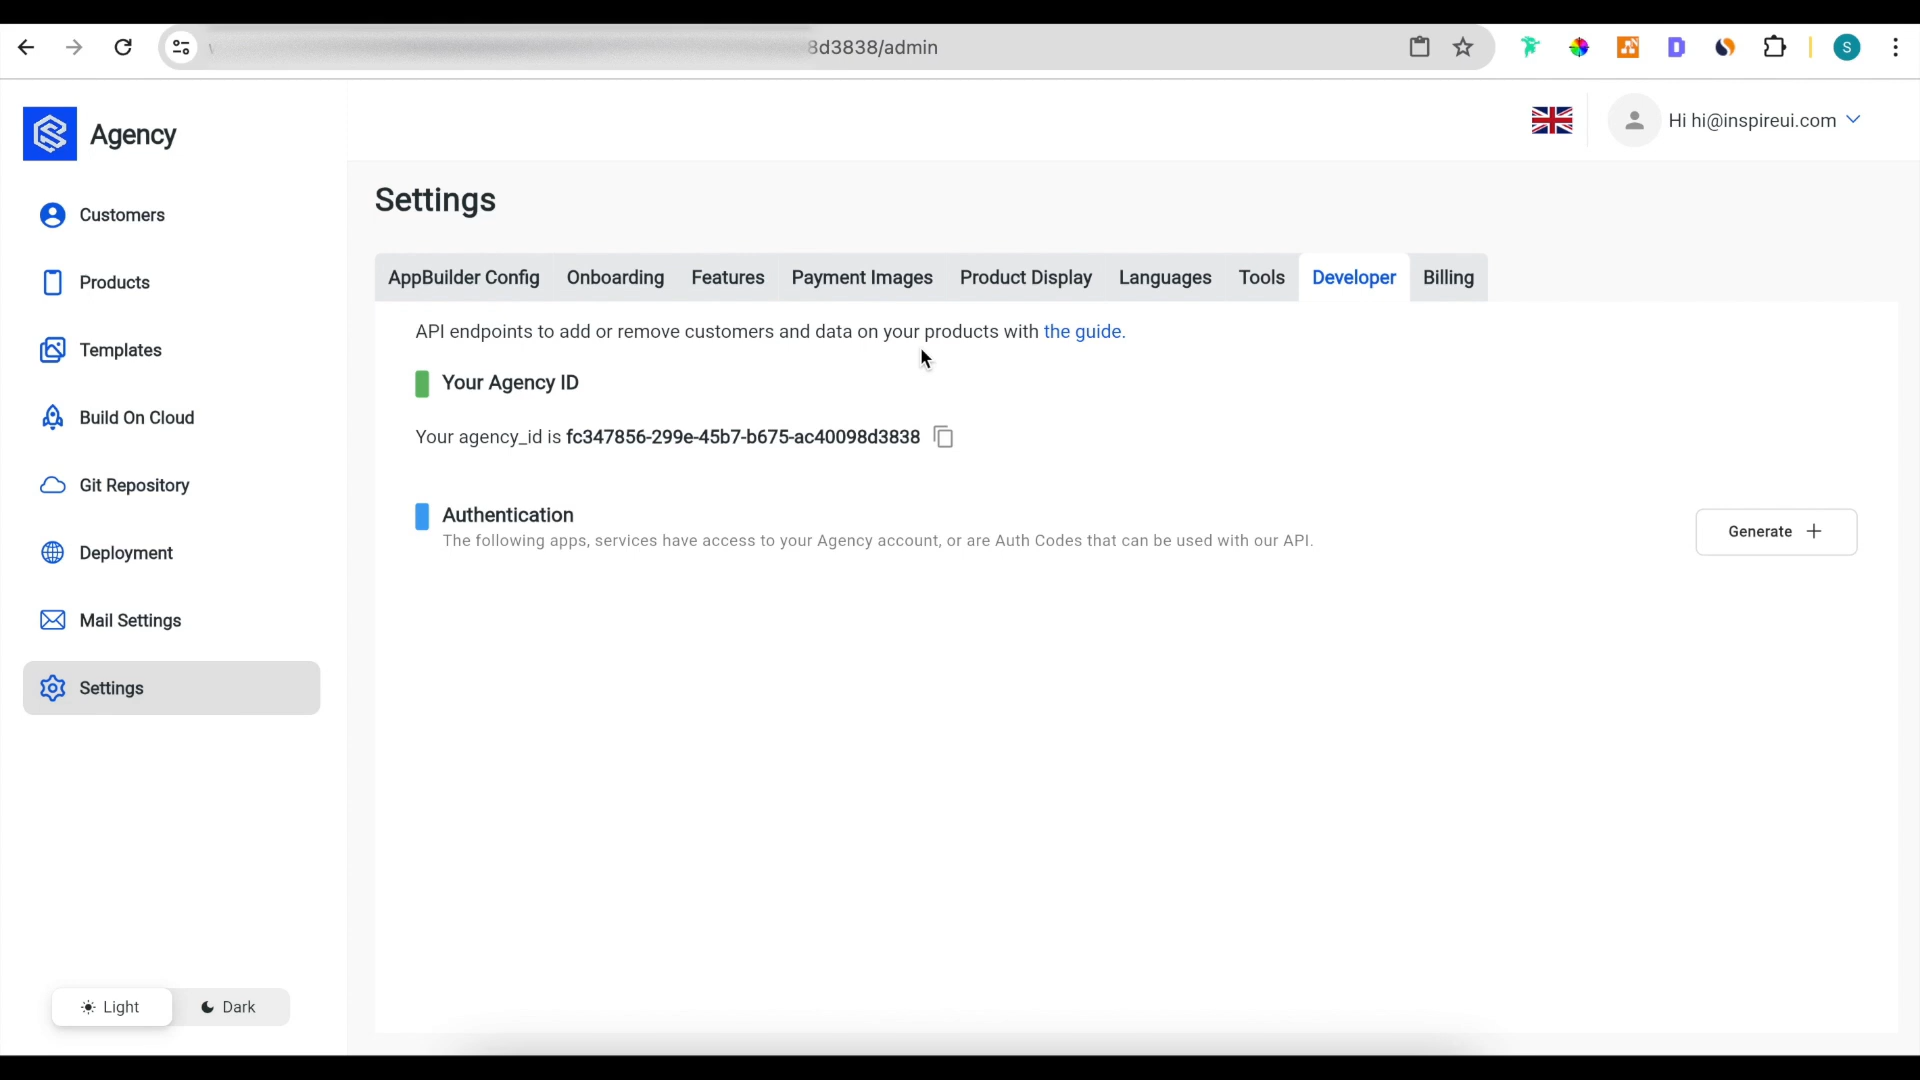 8d3838/admin
S
Agency
Hi hi@inspireui.com
Customers
Products
Templates
Build On Cloud
Git Repository
Deployment
Mail Settings
Settings
Light
Dark
Settings
AppBuilder Config
Onboarding
Features
Payment Images
Product Display
Languages
Tools
Developer
Billing
API endpoints to add or remove customers and data on your products with the guide.
Your Agency ID
Your agency_id is fc347856-299e-45b7-b675-ac40098d3838
Authentication
The following apps, services have access to your Agency account, or are Auth Codes that can be used with our API.
Generate +